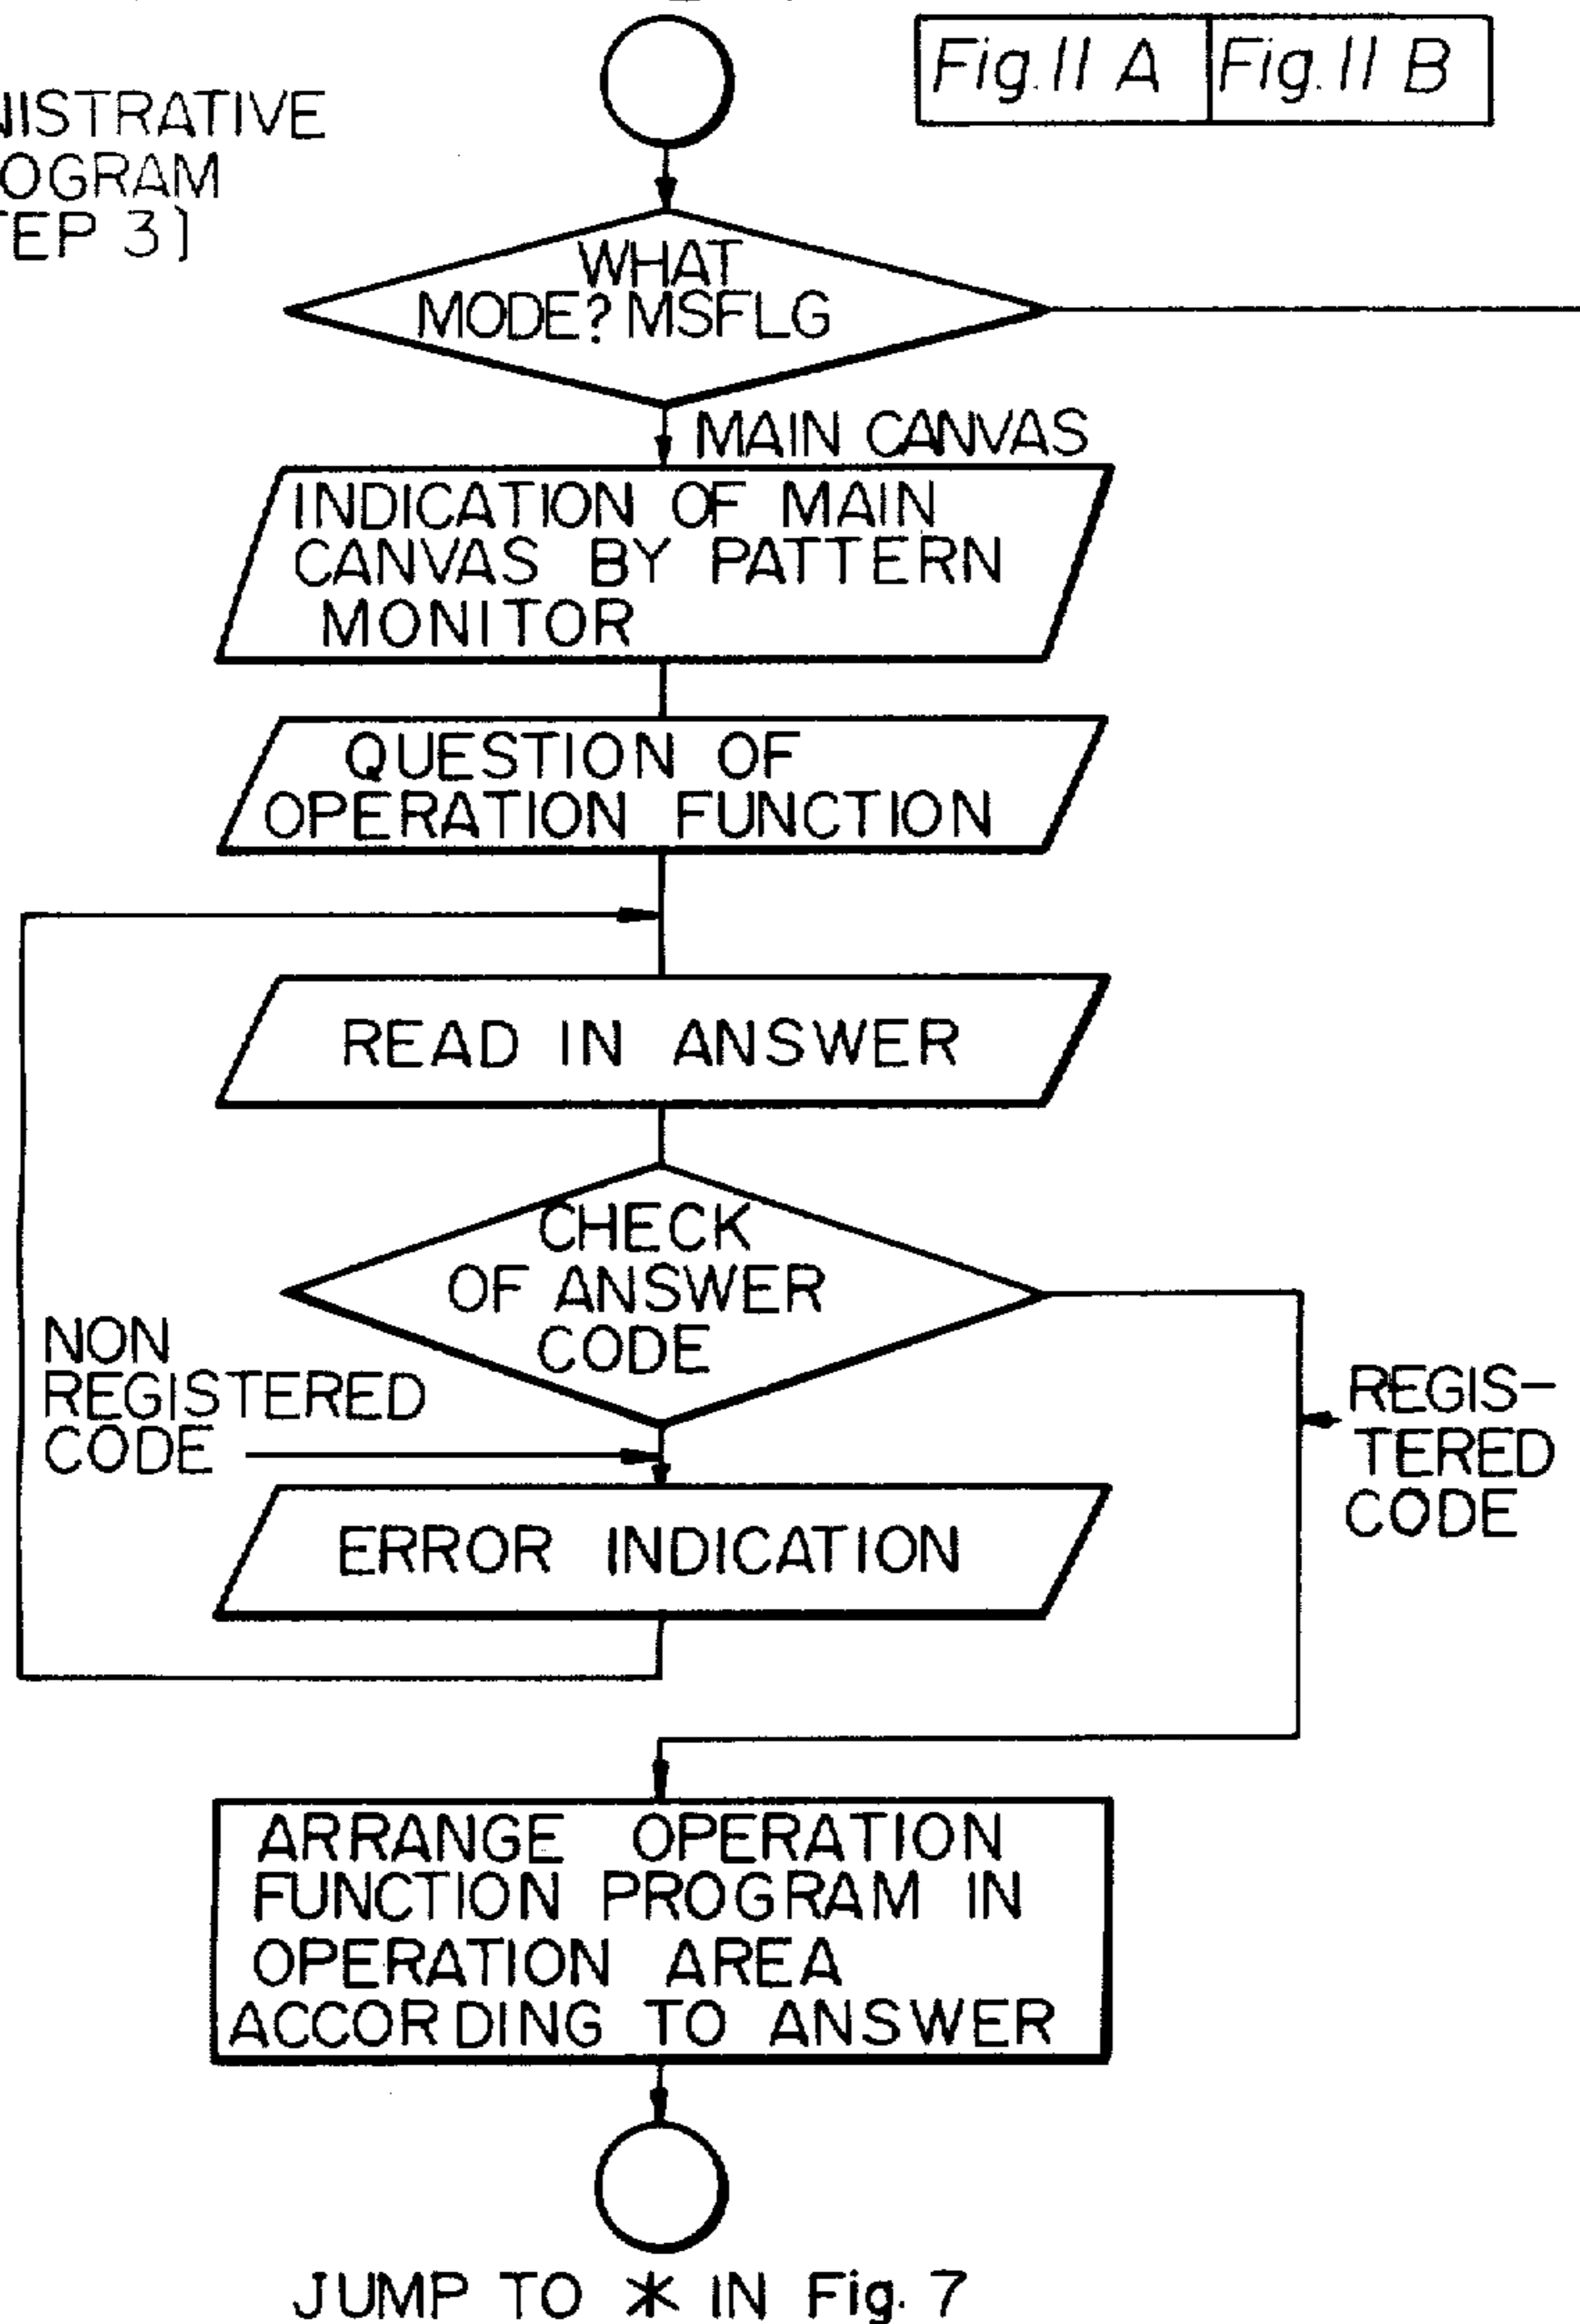 Fig. 11 A Fig. 11 B
NISTRATIVE
OGRAM
TEP 3]
WHAT
MODE? MSFLG
MAIN CANVAS
INDICATION OF MAIN
CANVAS BY PATTERN
MONITOR
QUESTION OF
OPERATION FUNCTION
READ IN ANSWER
CHECK
OF ANSWER
CODE
NON
REGISTERED
CODE
REGIS-
TERED
CODE
ERROR INDICATION
ARRANGE OPERATION
FUNCTION PROGRAM IN
OPERATION AREA
ACCORDING TO ANSWER
JUMP TO * IN Fig. 7